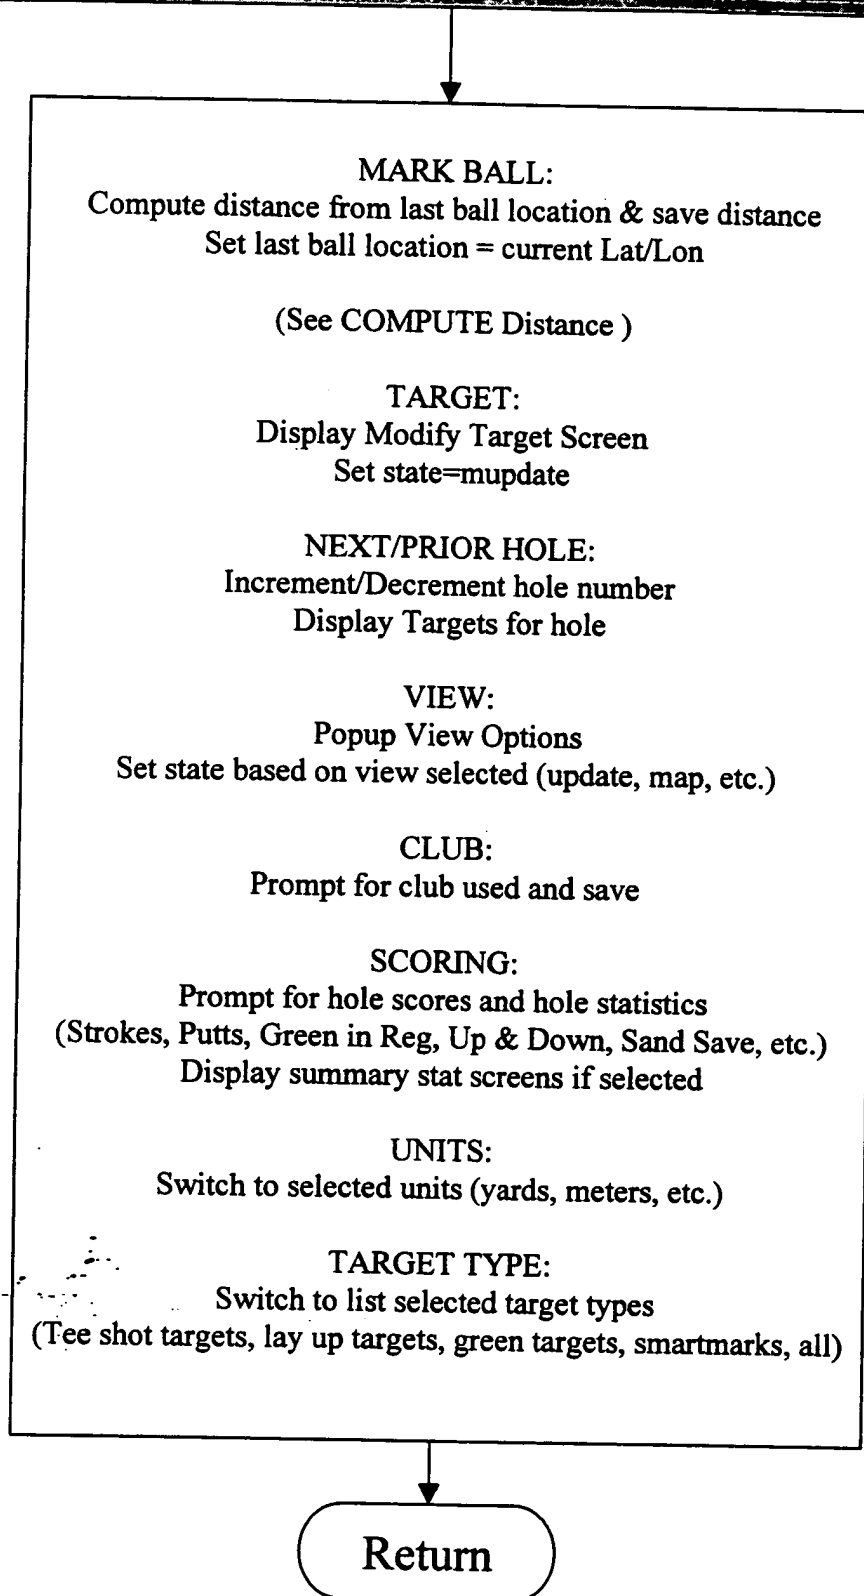 MARK BALL:
Compute distance from last ball location & save distance
Set last ball location = current Lat/Lon
(See COMPUTE Distance )
TARGET:
Display Modify Target Screen
Set state=mupdate
NEXT/PRIOR HOLE:
Increment/Decrement hole number
Display Targets for hole
VIEW:
Popup View Options
Set state based on view selected (update, map, etc.)
CLUB:
Prompt for club used and save
SCORING:
Prompt for hole scores and hole statistics
(Strokes, Putts, Green in Reg, Up & Down, Sand Save, etc.)
Display summary stat screens if selected
UNITS:
Switch to selected units (yards, meters, etc.)
TARGET TYPE:
Switch to list selected target types
(Tee shot targets, lay up targets, green targets, smartmarks, all)
Return